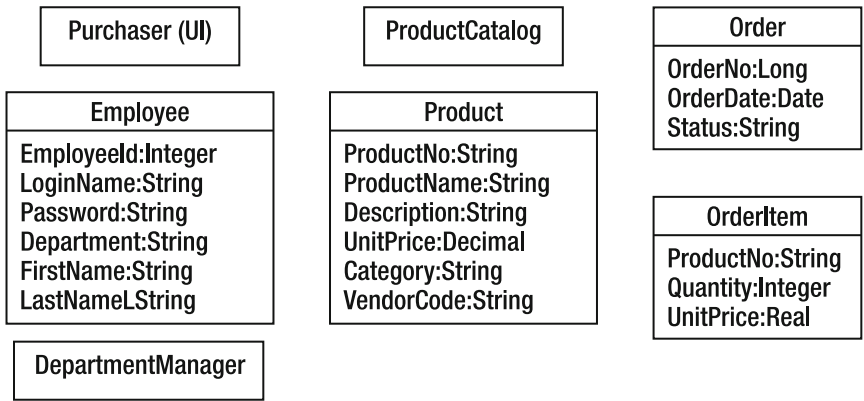 Purchaser (UI)
Employee
EmployeeId:Integer
LoginName:String
Password:String
Department:String
FirstName:String
LastNameLString
DepartmentManager
ProductCatalog
Product
ProductNo:String
ProductName:String
Description:String
UnitPrice:Decimal
Category:String
VendorCode:String
Order
OrderNo:Long
OrderDate:Date
Status:String
OrderItem
ProductNo:String
Quantity:Integer
UnitPrice:Real